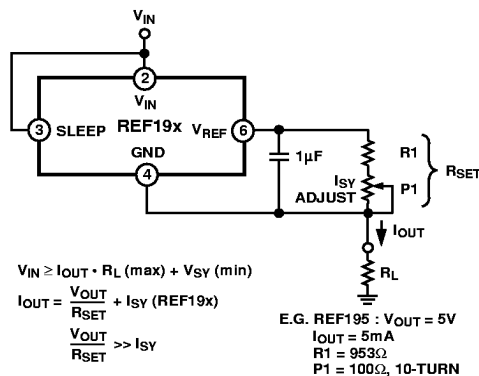 V_IN
2
V_IN
3 SLEEP REF19x V_REF 6
GND
4
1μF
R1
I_SY
ADJUST P1
R_SET
I_OUT
R_L
V_IN ≥ I_OUT • R_L (max) + V_SY (min)
I_OUT = V_OUT / R_SET + I_SY (REF19x)
V_OUT / R_SET >> I_SY
E.G. REF195 : V_OUT = 5V
I_OUT = 5mA
R1 = 953Ω
P1 = 100Ω, 10-TURN